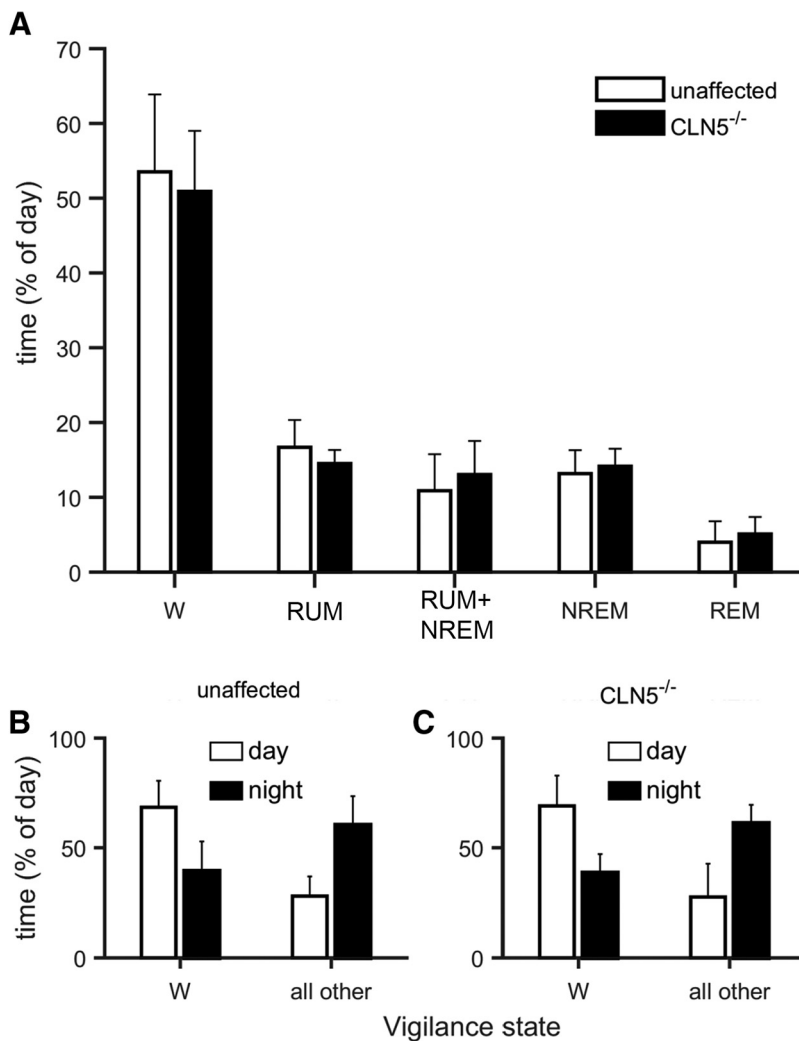 A
70
60
50
40
30
20
10
0
time (% of day)
unaffected
CLN5-/-
W
RUM
RUM+
NREM
NREM
REM
unaffected
B
100
50
0
time (% of day)
day
night
W
all other
CLN5-/-
C
100
50
0
day
night
W
all other
Vigilance state